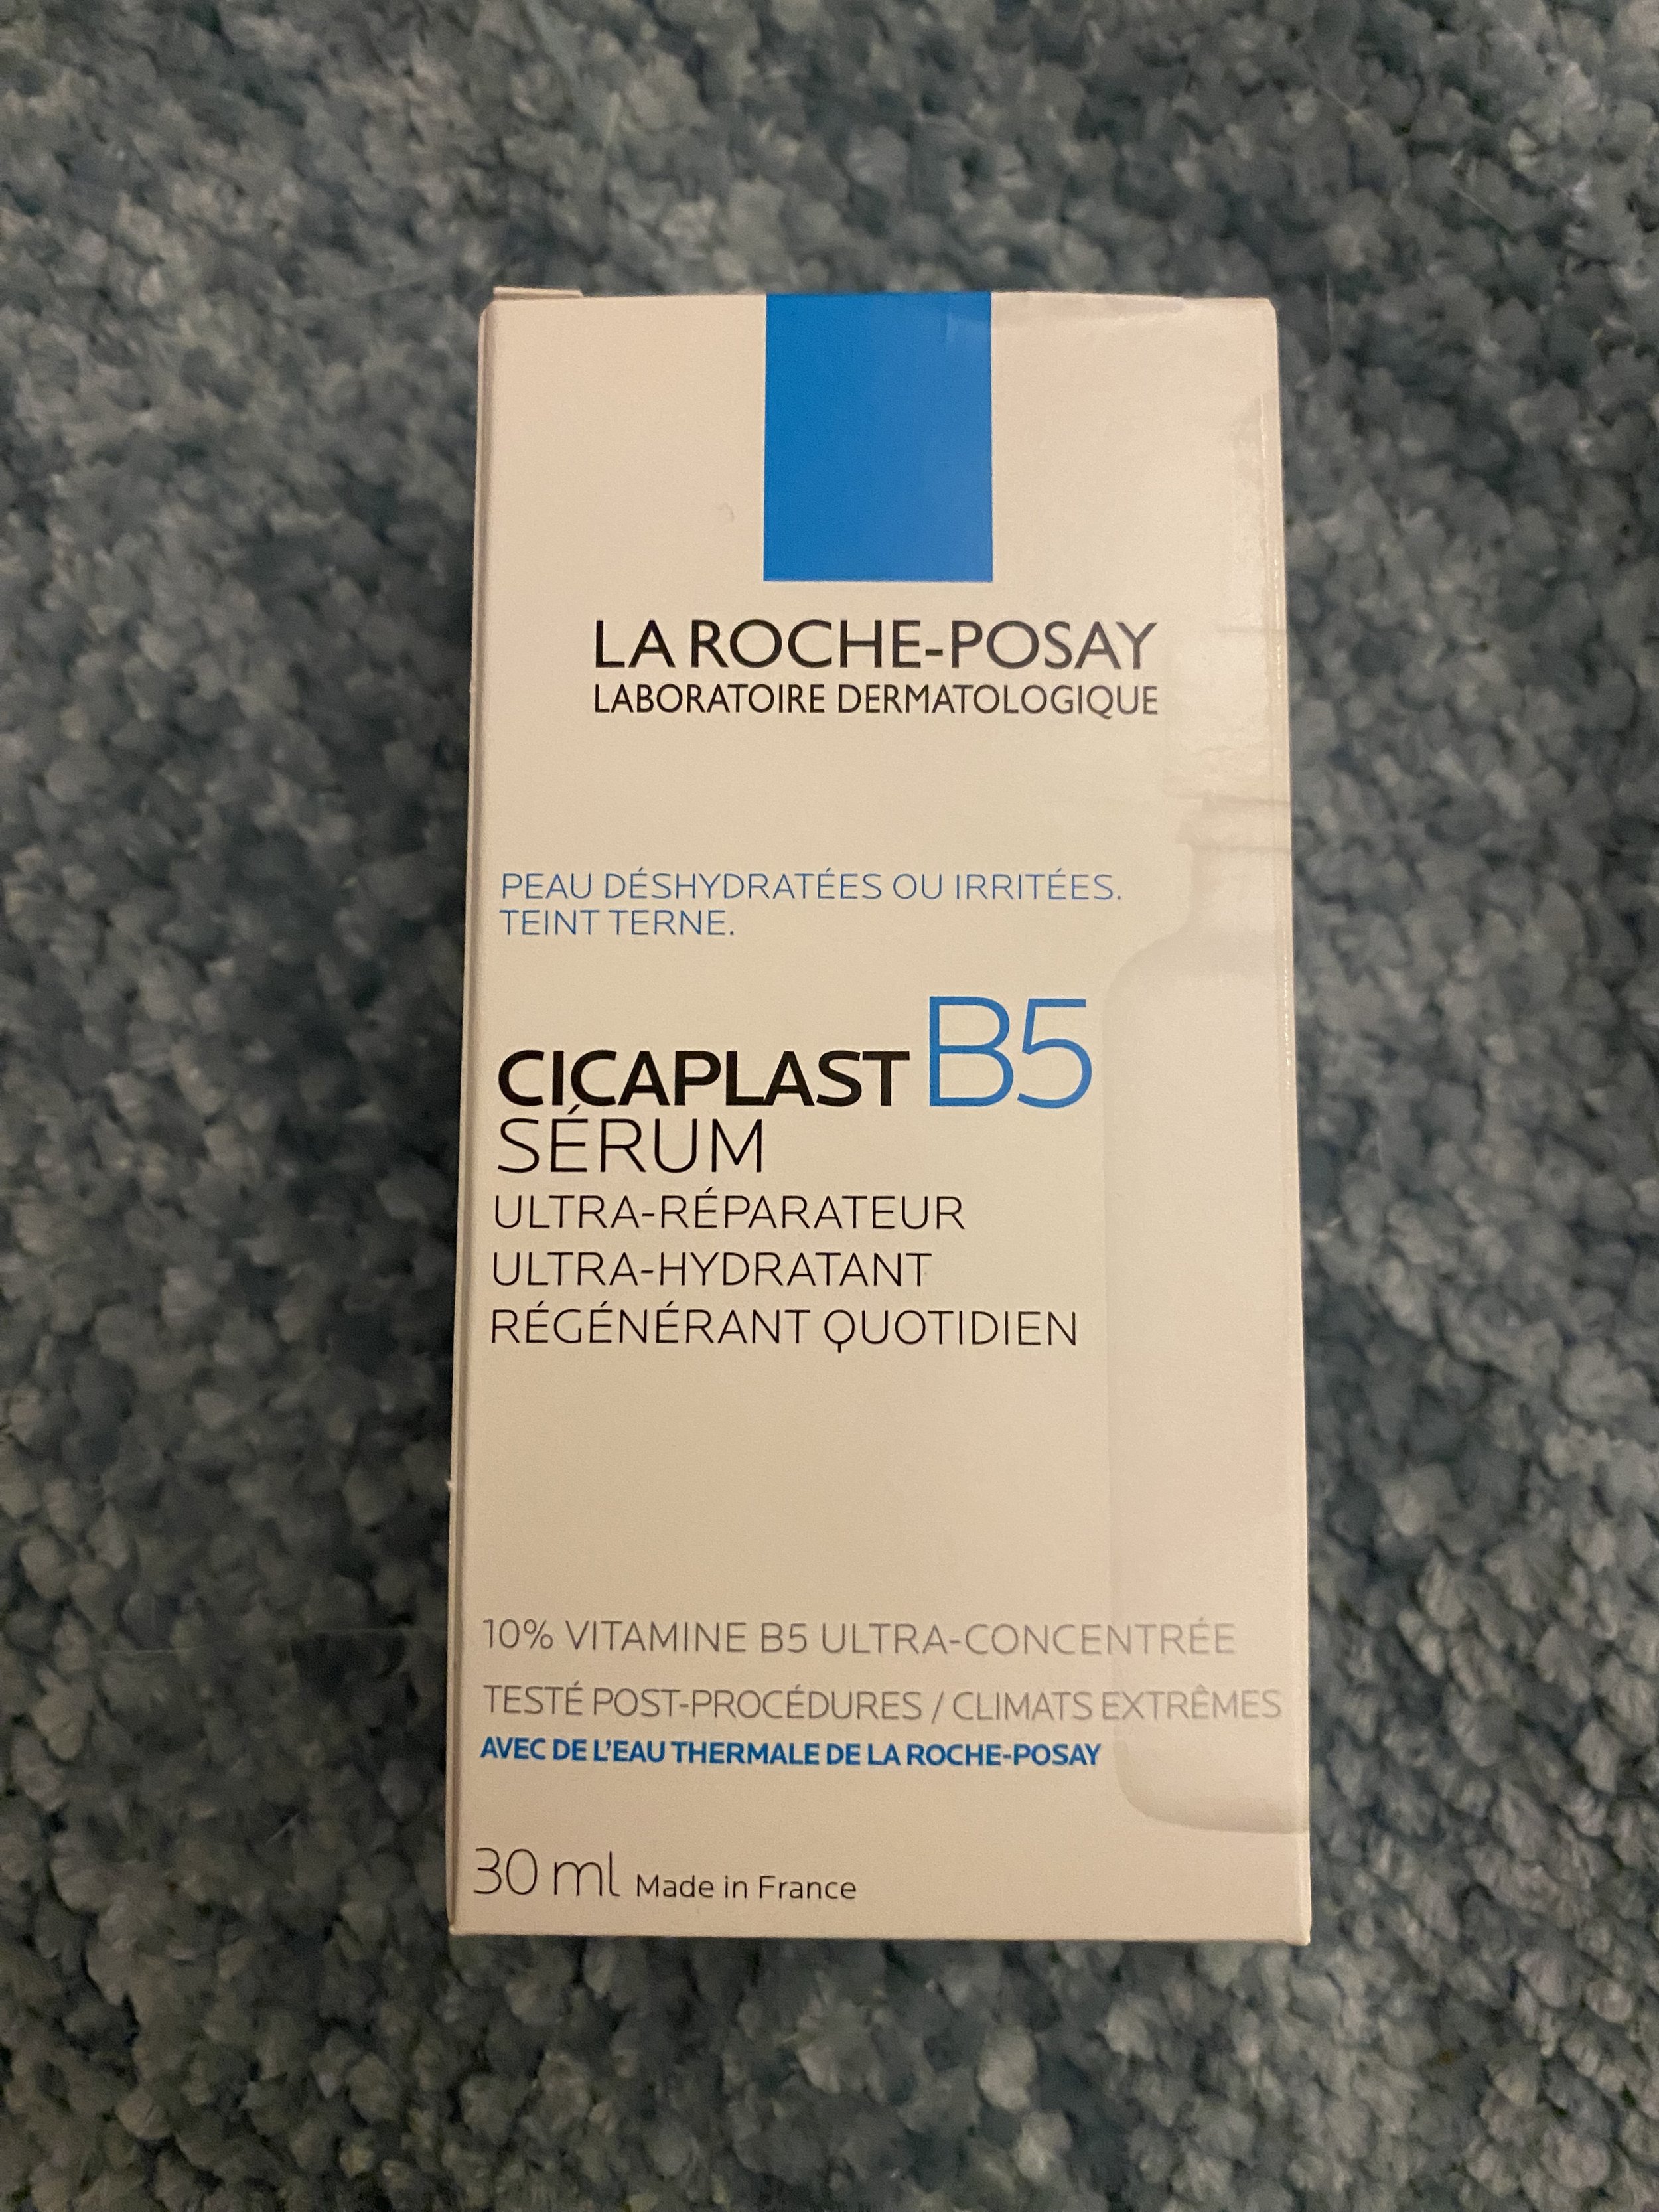 LA ROCHE-POSAY
LABORATOIRE DERMATOLOGIQUE
PEAU DÉSHYDRATÉES OU IRRITÉES.
TEINT TERNE.
CICAPLAST B5
SÉRUM
ULTRA-RÉPARATEUR
ULTRA-HYDRATANT
RÉGÉNÉRANT QUOTIDIEN
10% VITAMINE B5 ULTRA-CONCENTRÉE
TESTÉ POST-PROCÉDURES / CLIMATS EXTRÊMES
AVEC DE L'EAU THERMALE DE LA ROCHE-POSAY
30 ml Made in France